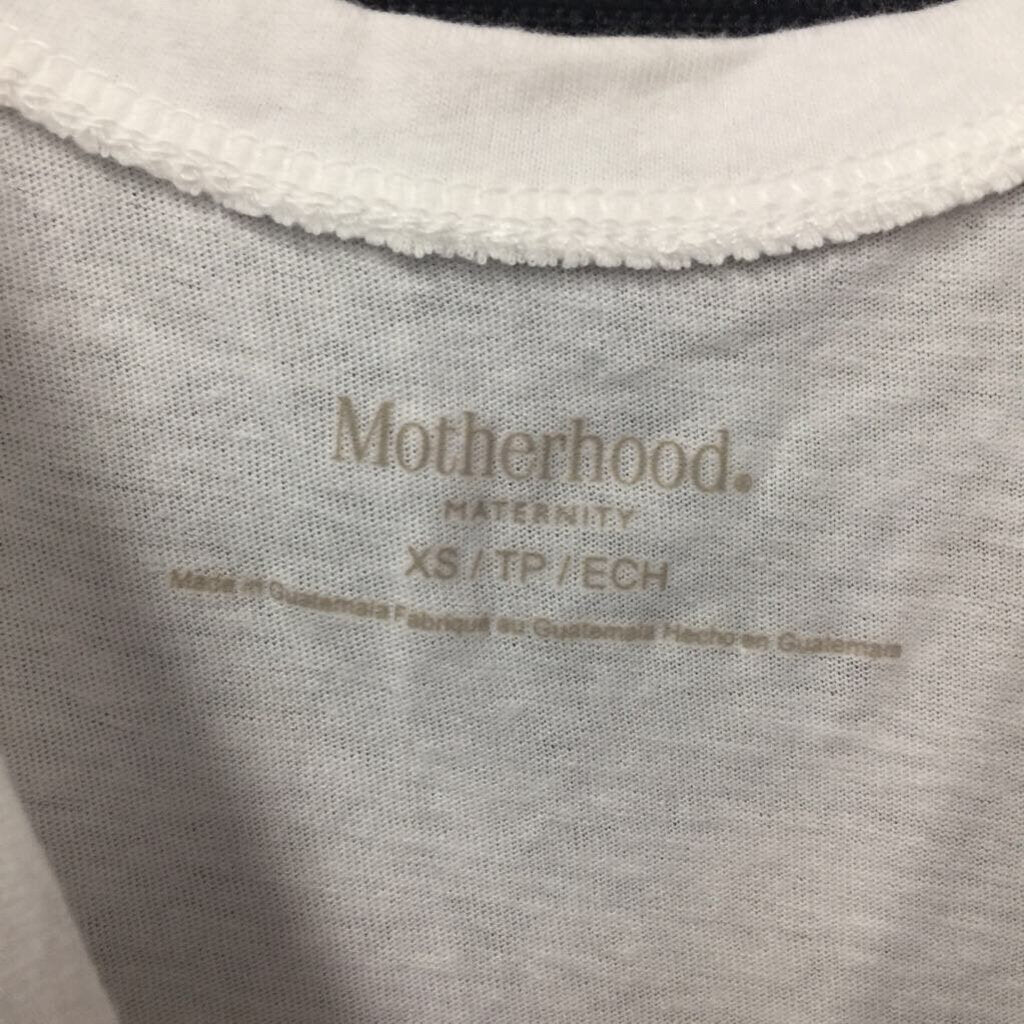 Motherhood.
MATERNITY
XS / TP / ECH
Made in Guatemala Fabriqué au Guatemala Hecho en Guatemala